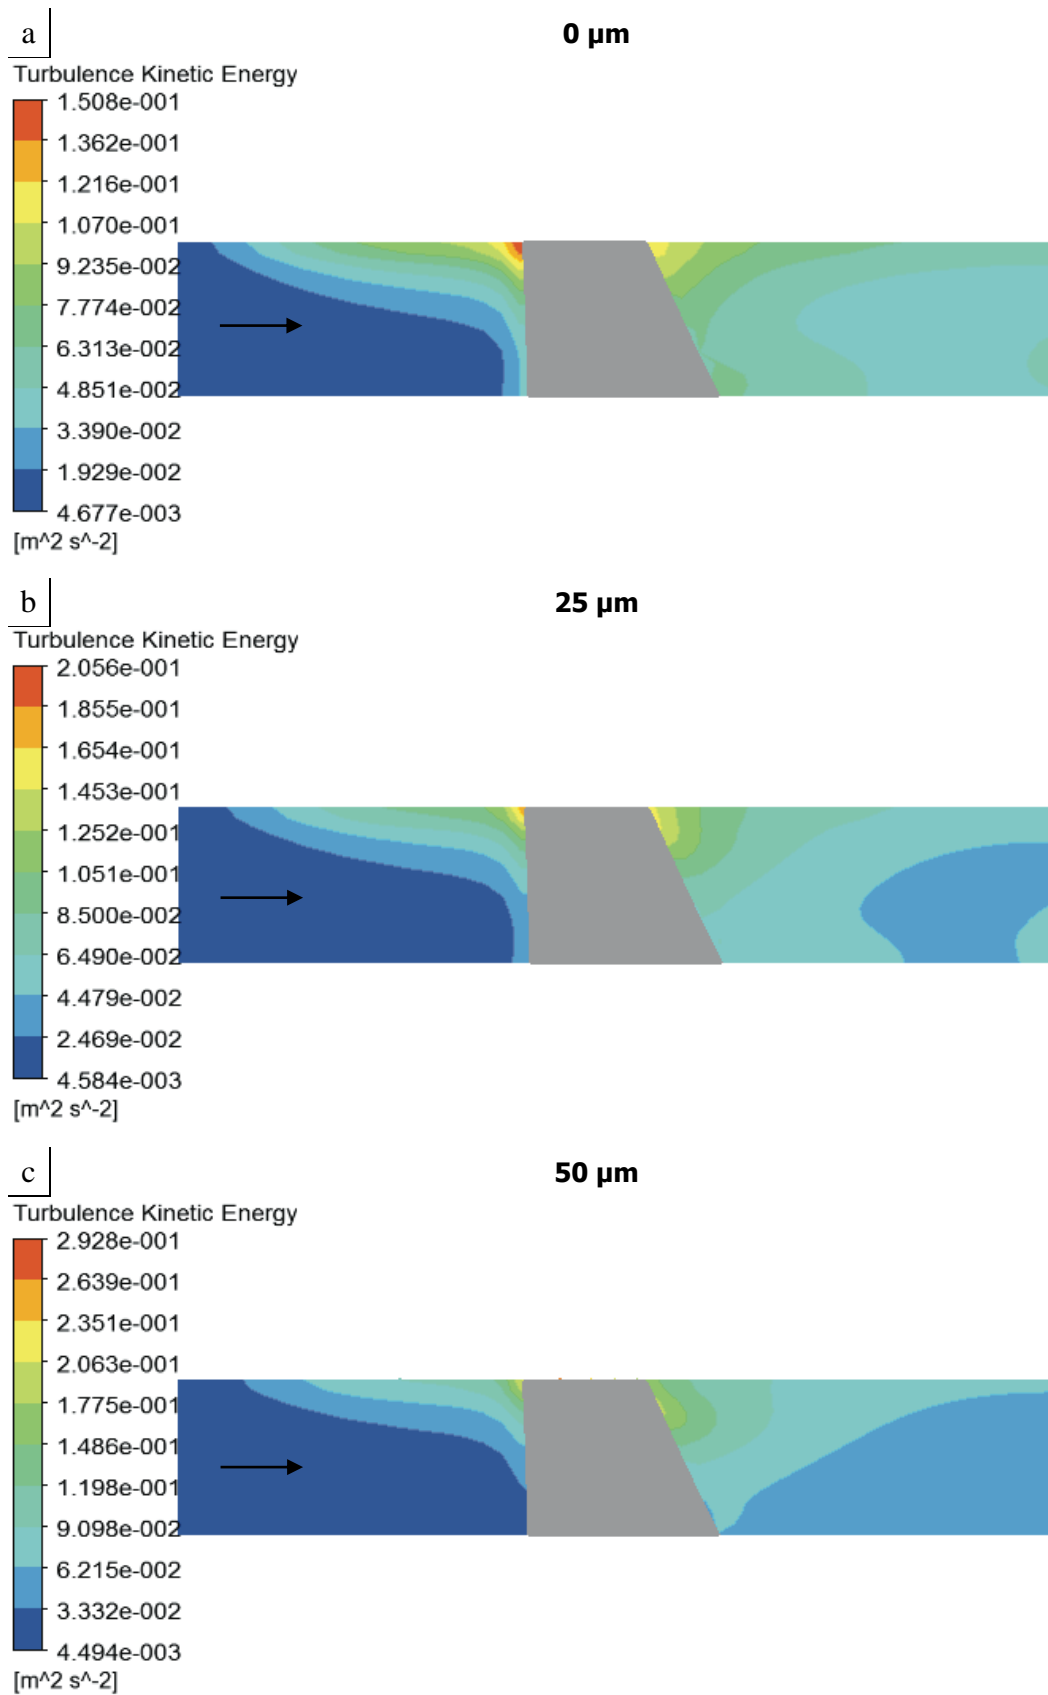 a
0 µm
Turbulence Kinetic Energy
1.508e-001
1.362e-001
1.216e-001
1.070e-001
9.235e-002
7.774e-002
6.313e-002
4.851e-002
3.390e-002
1.929e-002
4.677e-003
[m^2 s^-2]
b
25 µm
Turbulence Kinetic Energy
2.056e-001
1.855e-001
1.654e-001
1.453e-001
1.252e-001
1.051e-001
8.500e-002
6.490e-002
4.479e-002
2.469e-002
4.584e-003
[m^2 s^-2]
c
50 µm
Turbulence Kinetic Energy
2.928e-001
2.639e-001
2.351e-001
2.063e-001
1.775e-001
1.486e-001
1.198e-001
9.098e-002
6.215e-002
3.332e-002
4.494e-003
[m^2 s^-2]